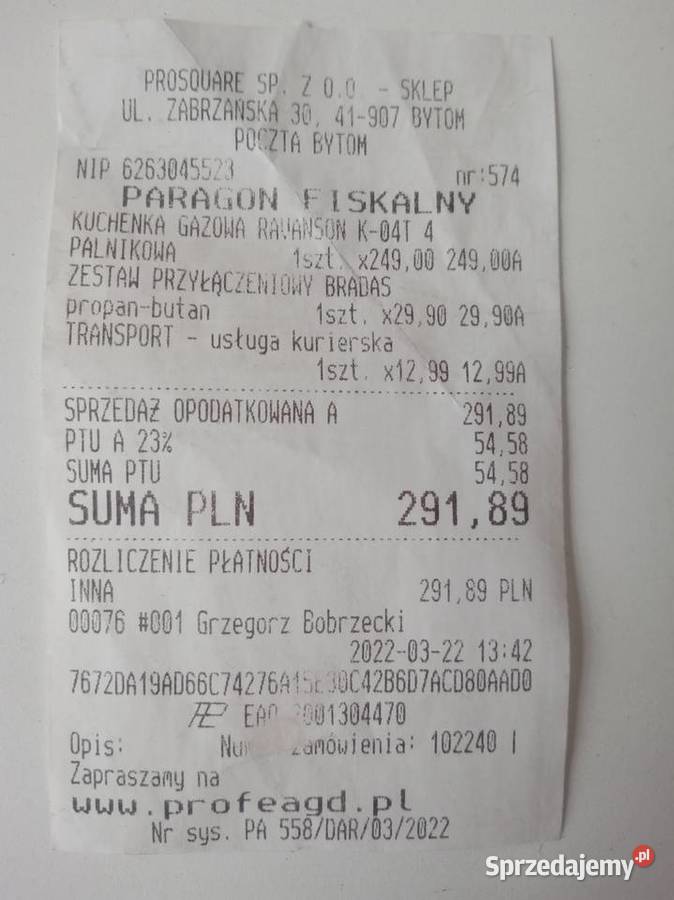 PROSQUARE SP. Z O.O. - SKLEP
UL. ZABRZAŃSKA 30, 41-907 BYTOM
POCZTA BYTOM
NIP 6263045523 nr:574
PARAGON FISKALNY
KUCHENKA GAZOWA RAVANSON K-04T 4
PALNIKOWA 1szt. x249,00 249,00A
ZESTAW PRZYŁĄCZENIOWY BRADAS
propan-butan 1szt. x29,90 29,90A
TRANSPORT - usługa kurierska
1szt. x12,99 12,99A
SPRZEDAŻ OPODATKOWANA A 291,89
PTU A 23% 54,58
SUMA PTU 54,58
SUMA PLN 291,89
ROZLICZENIE PŁATNOŚCI
INNA 291,89 PLN
00076 #001 Grzegorz Bobrzecki
2022-03-22 13:42
EAO
Opis: zamówienia: 102240 |
Zapraszamy na
www.profeagd.pl
Nr sys. PA 558/DAR/03/2022
Sprzedajemy.pl